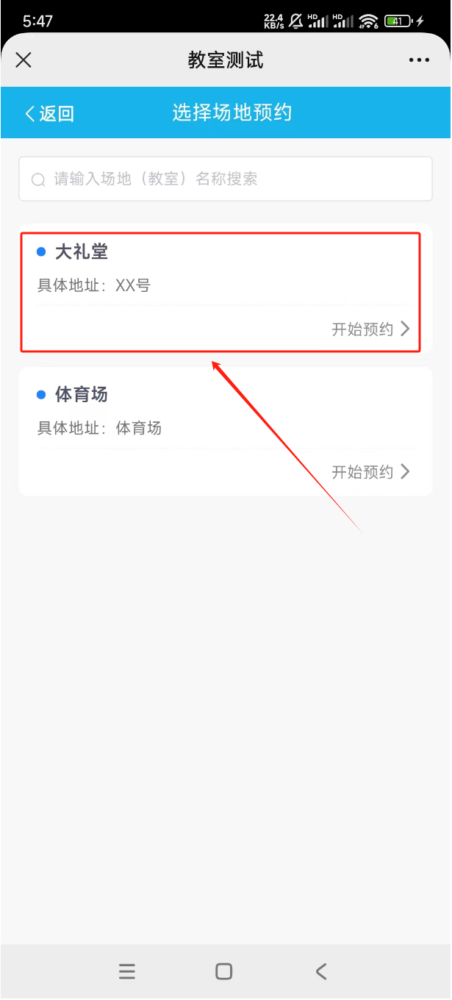 5:47 22.4 KB/s HD HD 6 41
教室测试
返回 选择场地预约
请输入场地（教室）名称搜索
大礼堂
具体地址：XX号
开始预约
体育场
具体地址：体育场
开始预约